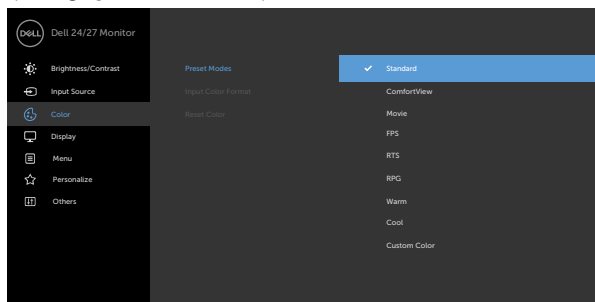 DELL Dell 24/27 Monitor
Brightness/Contrast Preset Modes Standard
Input Source Input Color Format ComfortView
Color Reset Color Movie
Display FPS
Menu RTS
Personalize RPG
Others Warm
Cool
Custom Color